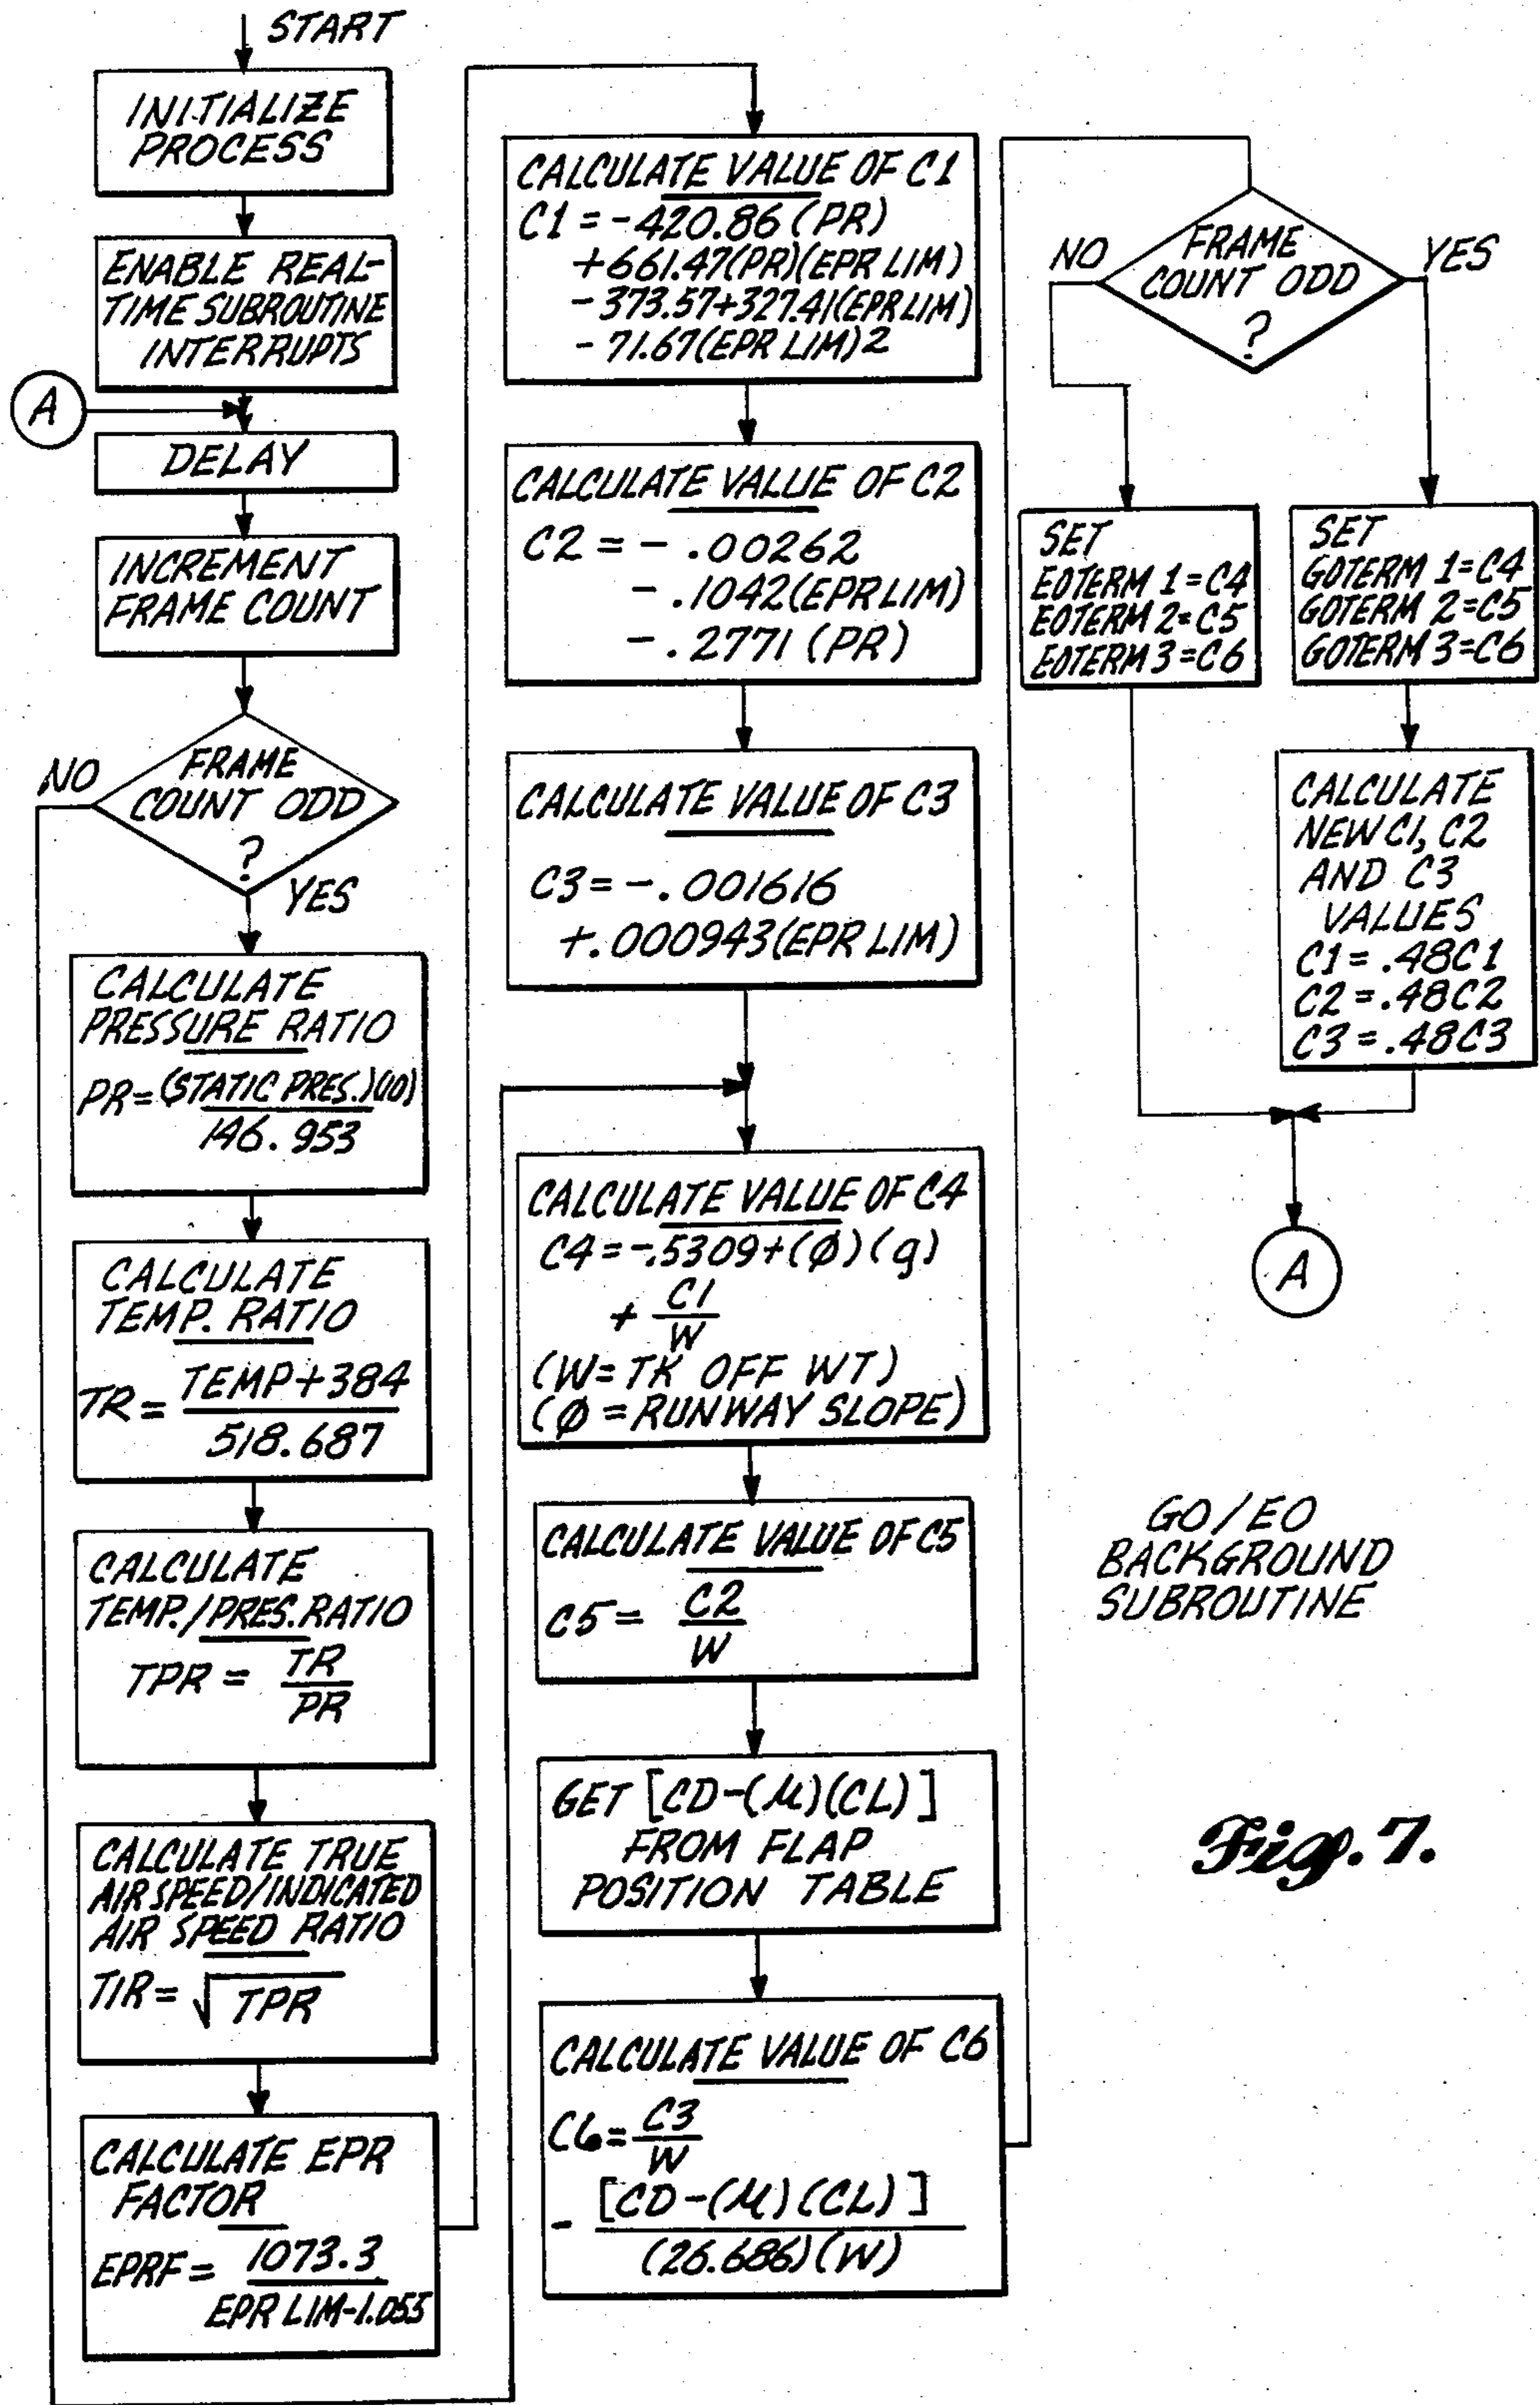 START
INITIALIZE
PROCESS
ENABLE REAL-
TIME SUBROUTINE
INTERRUPTS
A
DELAY
INCREMENT
FRAME COUNT
NO
FRAME
COUNT ODD
?
YES
CALCULATE
PRESSURE RATIO
PR=(STATIC PRES.)(10)
146.953
CALCULATE
TEMP. RATIO
TR= TEMP+384
518.687
CALCULATE
TEMP./PRES. RATIO
TPR = TR
PR
CALCULATE TRUE
AIR SPEED/INDICATED
AIR SPEED RATIO
TIR= √TPR
CALCULATE EPR
FACTOR
EPRF= 1073.3
EPR LIM-1.055
CALCULATE VALUE OF C1
C1 = -420.86 (PR)
+661.47(PR)(EPR LIM)
-373.57+327.41(EPR LIM)
-71.67(EPR LIM)2
CALCULATE VALUE OF C2
C2 = - .00262
- .1042(EPR LIM)
- .2771 (PR)
CALCULATE VALUE OF C3
C3 = -.001616
+.000943(EPR LIM)
CALCULATE VALUE OF C4
C4 = -.5309+(Ø)(g)
+ C1
W
(W= TK OFF WT)
(Ø = RUNWAY SLOPE)
CALCULATE VALUE OF C5
C5 = C2
W
GET [CD-(μ)(CL)]
FROM FLAP
POSITION TABLE
CALCULATE VALUE OF C6
C6= C3
W
- [CD-(μ)(CL)]
(26.686)(W)
NO
FRAME
COUNT ODD
?
YES
SET
EOTERM 1=C4
EOTERM 2=C5
EOTERM 3=C6
SET
GOTERM 1=C4
GOTERM 2=C5
GOTERM 3=C6
CALCULATE
NEW C1, C2
AND C3
VALUES
C1 = .48C1
C2 = .48C2
C3 = .48C3
A
GO/EO
BACKGROUND
SUBROUTINE
Fig. 7.